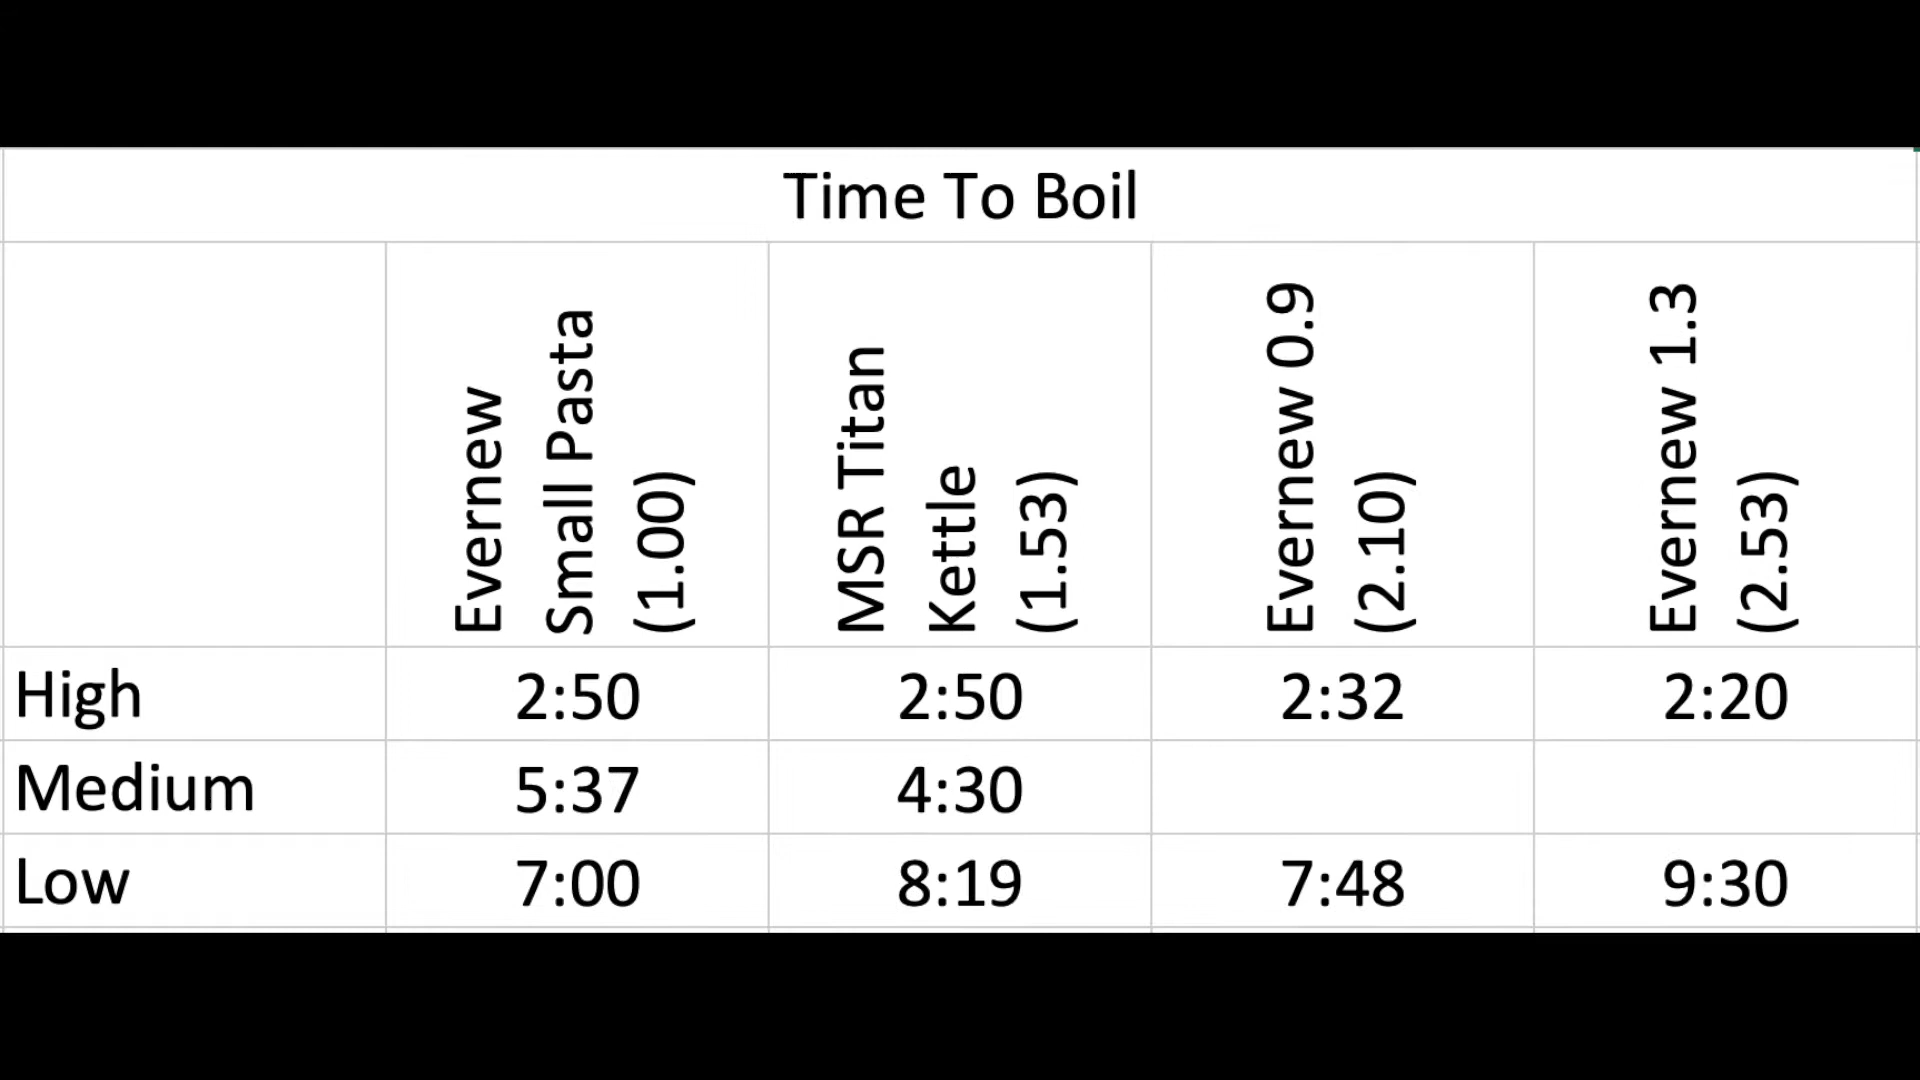 Time To Boil
Evernew
Small Pasta
(1.00)
MSR Titan
Kettle
(1.53)
Evernew 0.9
(2.10)
Evernew 1.3
(2.53)
High 2:50 2:50 2:32 2:20
Medium 5:37 4:30
Low 7:00 8:19 7:48 9:30